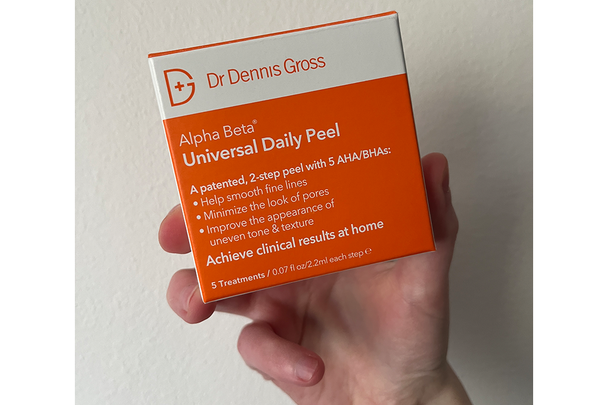 Dr Dennis Gross
Alpha Beta®
Universal Daily Peel
A patented, 2-step peel with 5 AHA/BHAs:
• Help smooth fine lines
• Minimize the look of pores
• Improve the appearance of
uneven tone & texture
Achieve clinical results at home
5 Treatments / 0.07 fl oz/2.2ml each step ℮